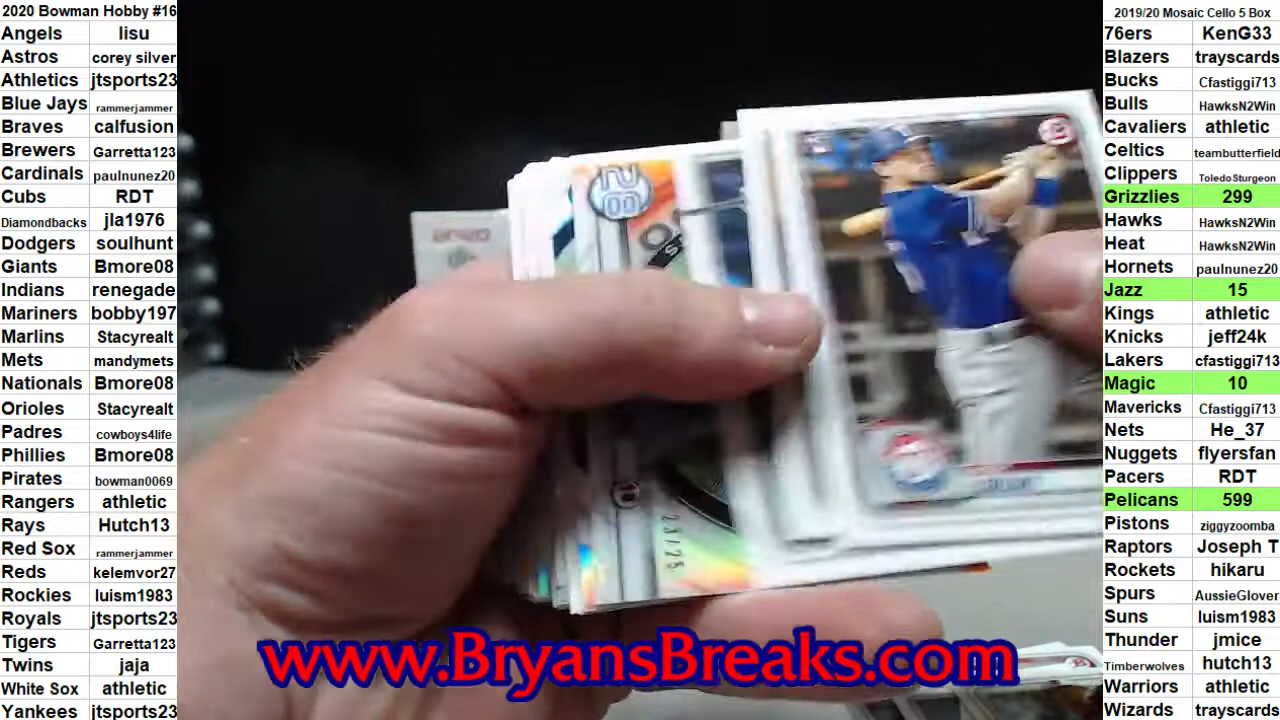 2020 Bowman Hobby #16
Angels lisu
Astros corey silver
Athletics jtsports23
Blue Jays rammerjammer
Braves calfusion
Brewers Garretta123
Cardinals paulnunez20
Cubs RDT
Diamondbacks jla1976
Dodgers soulhunt
Giants Bmore08
Indians renegade
Mariners bobby197
Marlins Stacyrealt
Mets mandymets
Nationals Bmore08
Orioles Stacyrealt
Padres cowboys4life
Phillies Bmore08
Pirates bowman0069
Rangers athletic
Rays Hutch13
Red Sox rammerjammer
Reds kelemvor27
Rockies luism1983
Royals jtsports23
Tigers Garretta123
Twins jaja
White Sox athletic
Yankees jtsports23
23/25
www.BryansBreaks.com
2019/20 Mosaic Cello 5 Box
76ers KenG33
Blazers trayscards
Bucks Cfastiggi713
Bulls HawksN2Win
Cavaliers athletic
Celtics teambutterfield
Clippers ToledoSturgeon
Grizzlies 299
Hawks HawksN2Win
Heat HawksN2Win
Hornets paulnunez20
Jazz 15
Kings athletic
Knicks jeff24k
Lakers cfastiggi713
Magic 10
Mavericks Cfastiggi713
Nets He_37
Nuggets flyersfan
Pacers RDT
Pelicans 599
Pistons ziggyzoomba
Raptors Joseph T
Rockets hikaru
Spurs AussieGlover
Suns luism1983
Thunder jmice
Timberwolves hutch13
Warriors athletic
Wizards trayscards